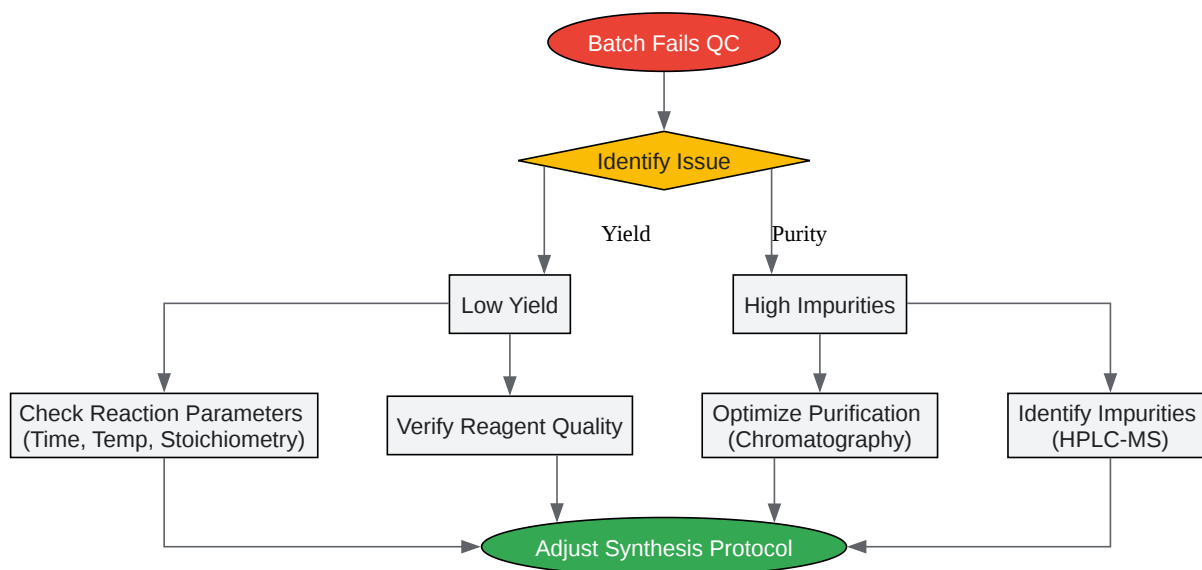 Batch Fails QC
Identify Issue
Yield
Purity
Low Yield
High Impurities
Check Reaction Parameters
(Time, Temp, Stoichiometry)
Verify Reagent Quality
Optimize Purification
(Chromatography)
Identify Impurities
(HPLC-MS)
Adjust Synthesis Protocol